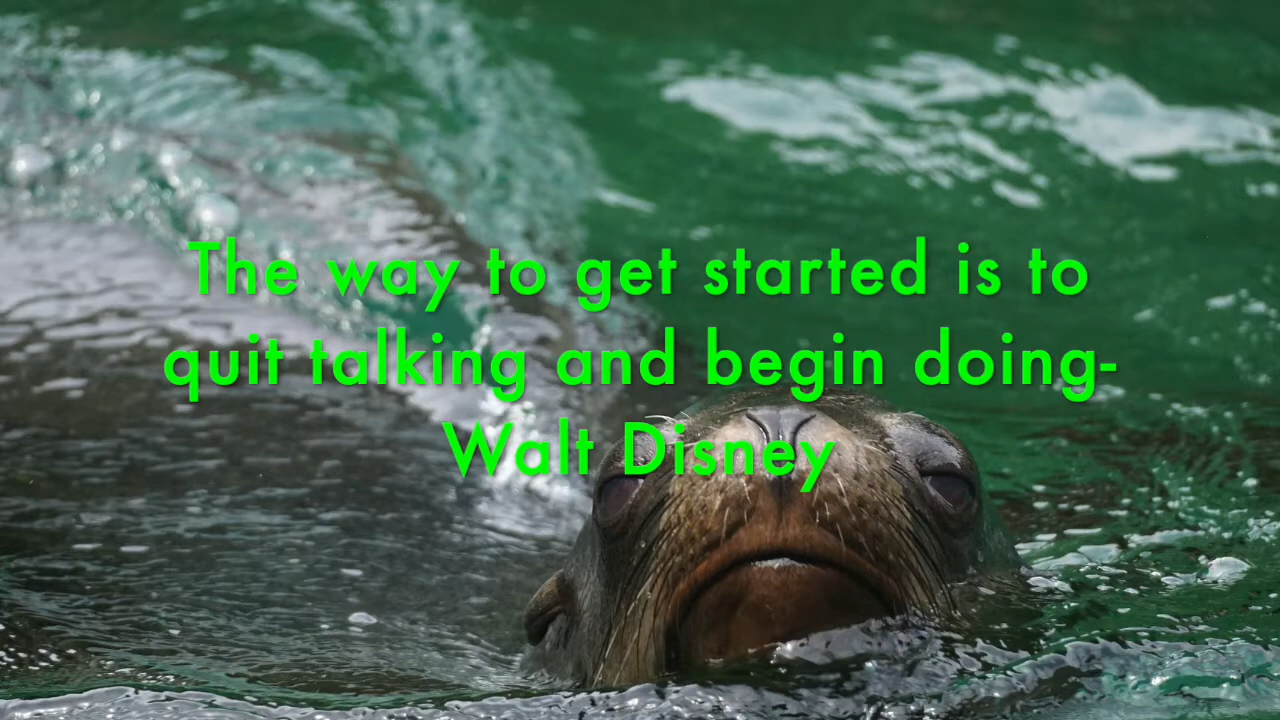 The way to get started is to
quit talking and begin doing-
Walt Disney